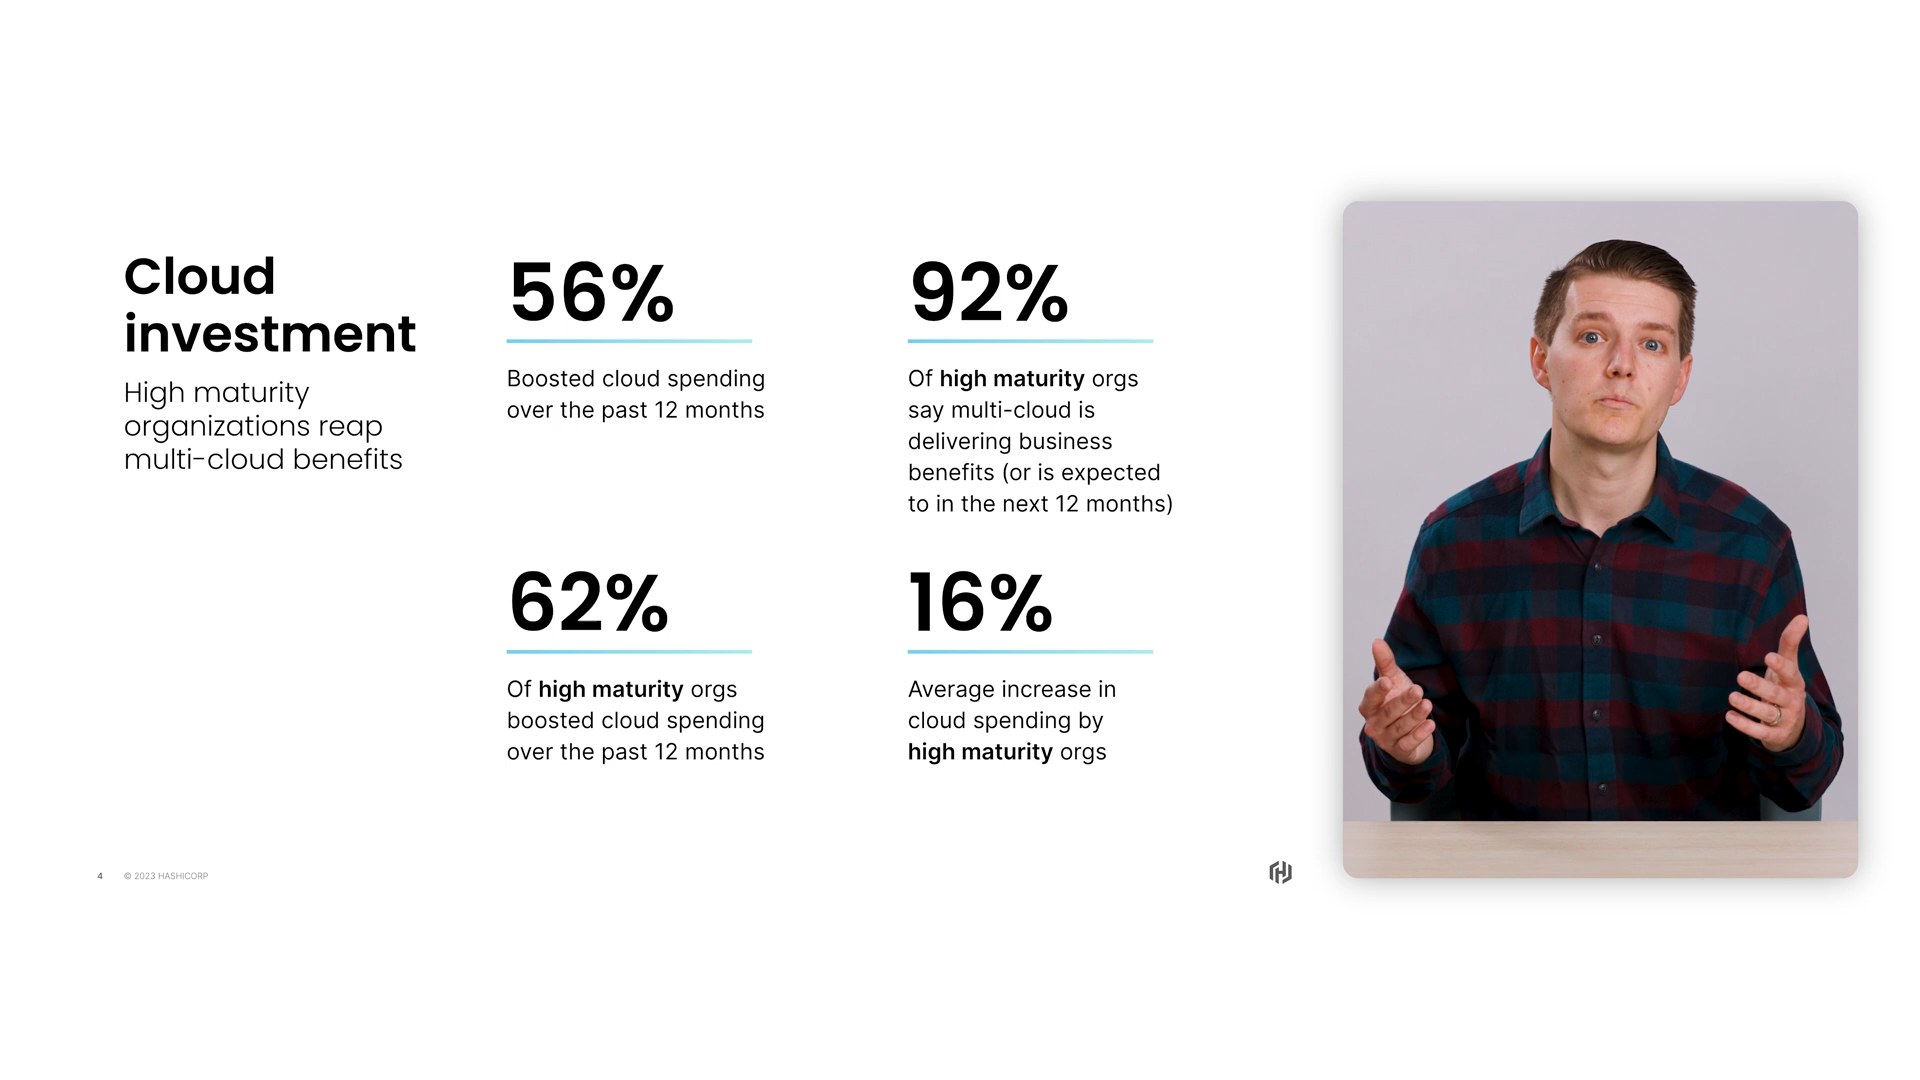 Cloud
investment
High maturity
organizations reap
multi-cloud benefits
56%
Boosted cloud spending
over the past 12 months
92%
Of high maturity orgs
say multi-cloud is
delivering business
benefits (or is expected
to in the next 12 months)
62%
Of high maturity orgs
boosted cloud spending
over the past 12 months
16%
Average increase in
cloud spending by
high maturity orgs
4 © 2023 HASHICORP